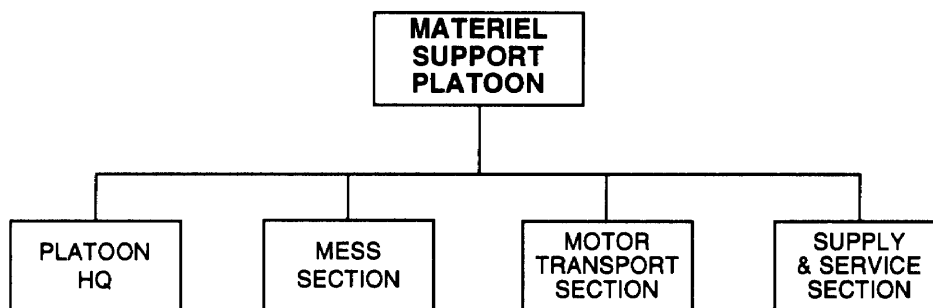 MATERIEL
SUPPORT
PLATOON
PLATOON
HQ
MESS
SECTION
MOTOR
TRANSPORT
SECTION
SUPPLY
& SERVICE
SECTION